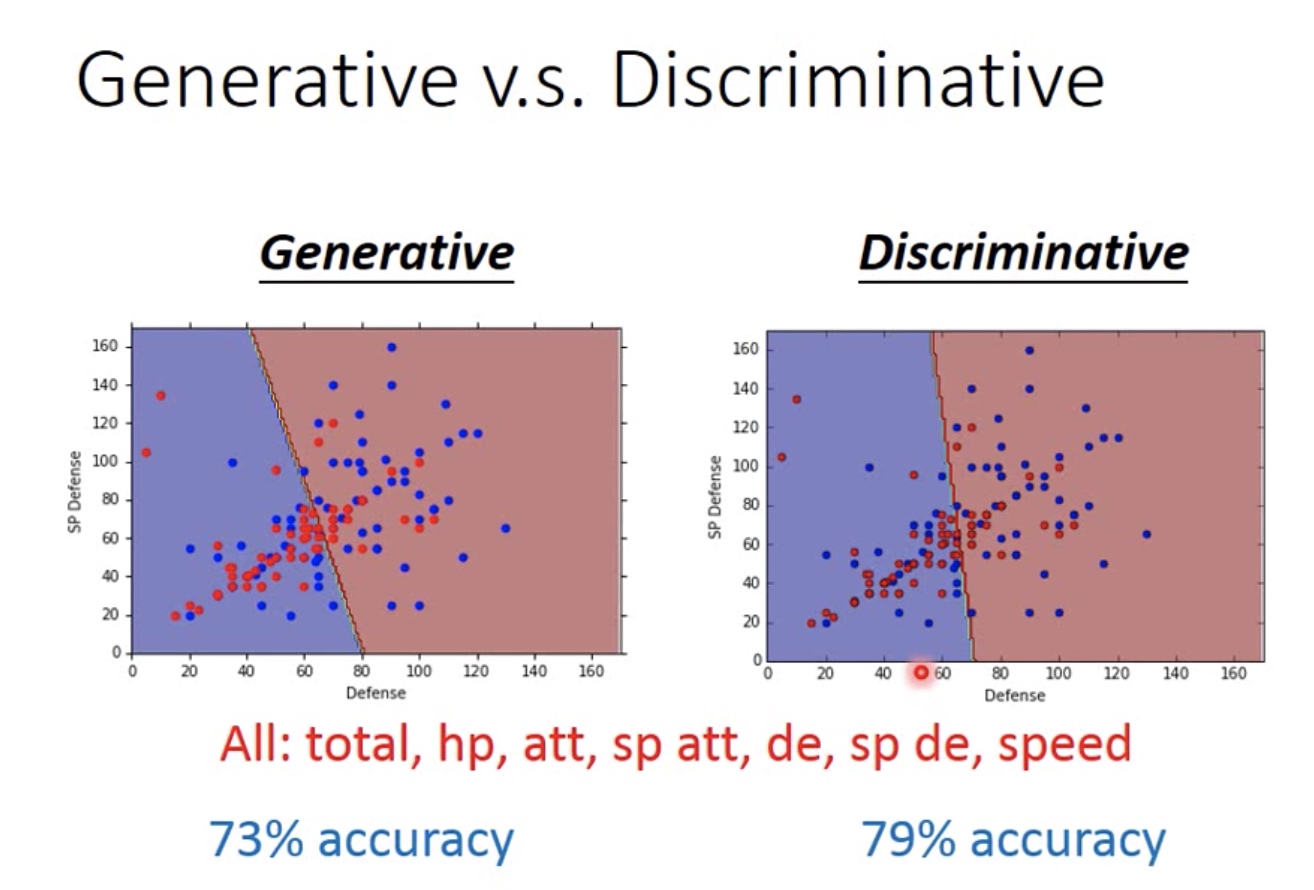 Generative v.s. Discriminative
Generative
Discriminative
160
140
120
100
80
60
40
20
0
SP Defense
0 20 40 60 80 100 120 140 160
Defense
160
140
120
100
80
60
40
20
0
SP Defense
0 20 40 60 80 100 120 140 160
Defense
All: total, hp, att, sp att, de, sp de, speed
73% accuracy
79% accuracy